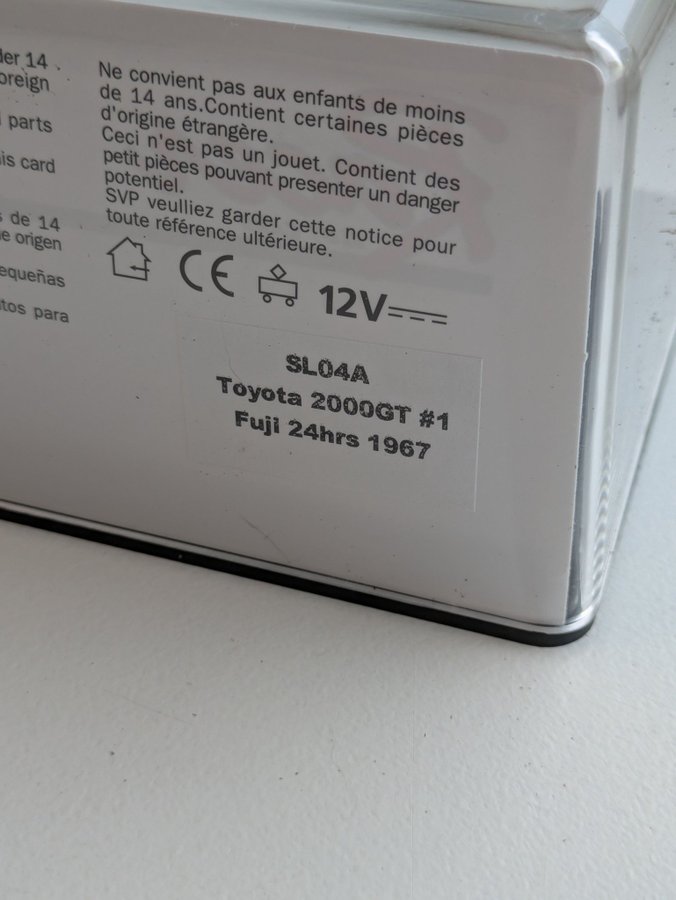 der 14
oreign
parts
is card
de 14
e origen
equeñas
tos para
Ne convient pas aux enfants de moins
de 14 ans.Contient certaines pièces
d'origine étrangère.
Ceci n'est pas un jouet. Contient des
petit pièces pouvant presenter un danger
potentiel.
SVP veulliez garder cette notice pour
toute référence ultérieure.
CE 12V
SL04A
Toyota 2000GT #1
Fuji 24hrs 1967